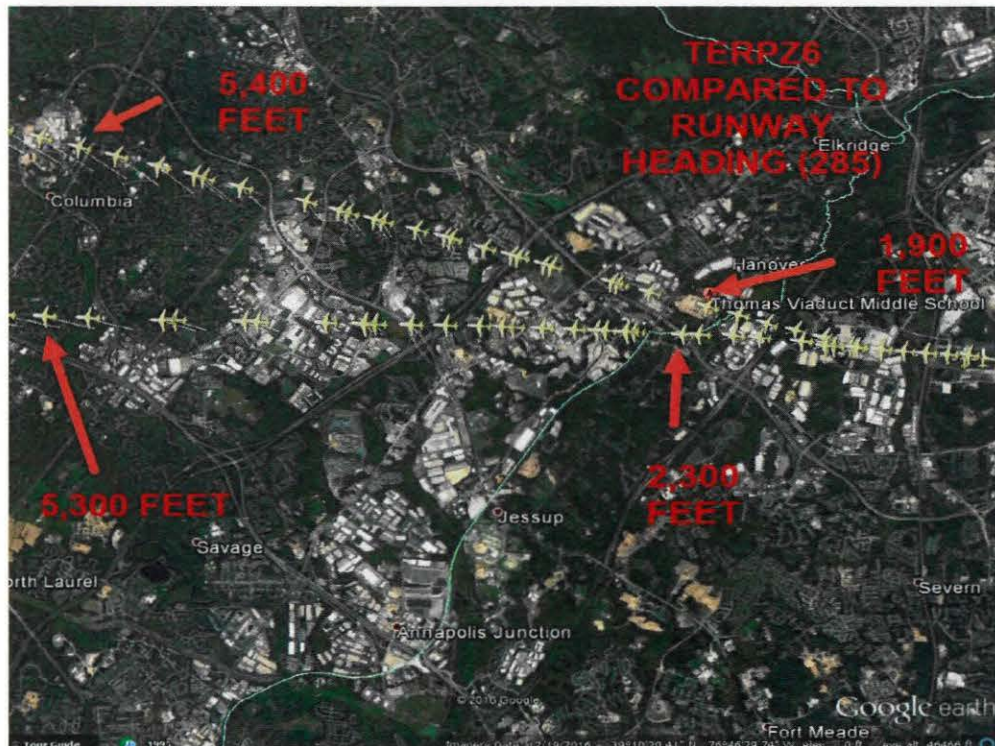 TERPZ6
COMPARED TO
RUNWAY
HEADING (285)
5,400
FEET
Elkridge
Columbia
1,900
FEET
Hanover
Thomas Viaduct Middle School
5,300 FEET
2,300
FEET
Jessup
Savage
orth Laurel
Severn
Annapolis Junction
© 2016 Google
Google earth
Fort Meade
Tour Guide